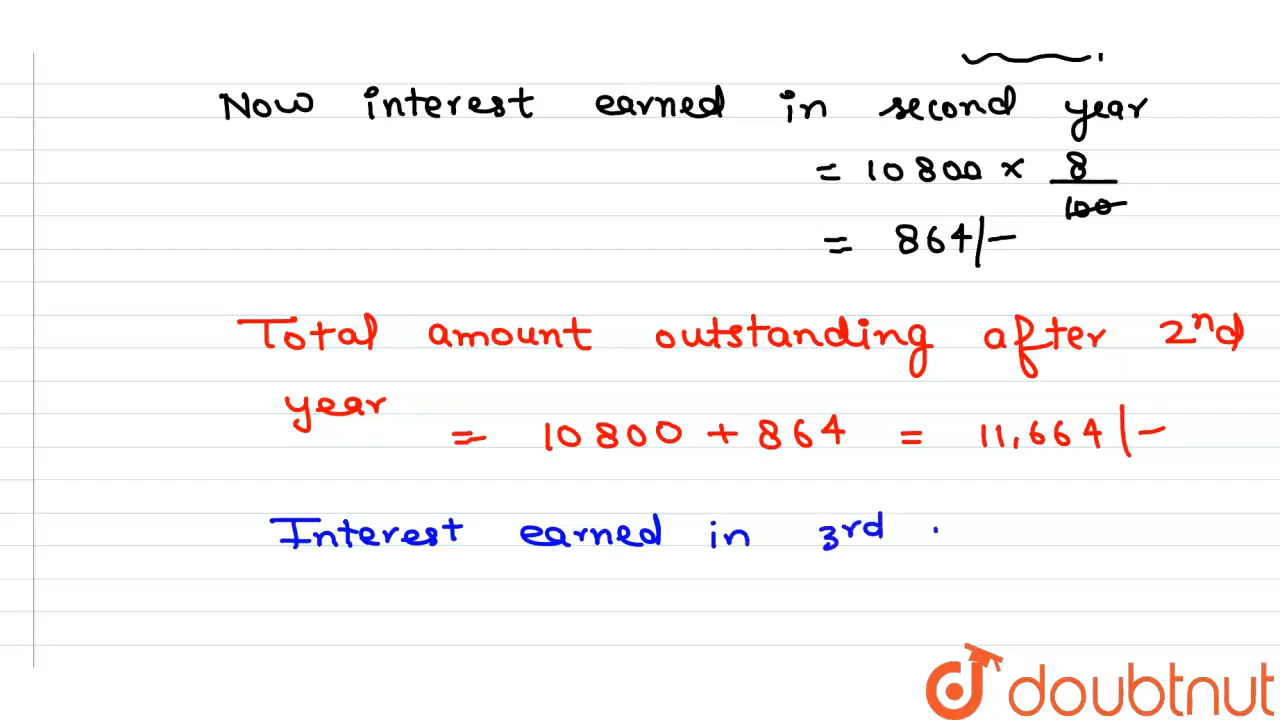 Now interest earned in second year
= 10800 × 8/100
= 864/-
Total amount outstanding after 2nd
year
= 10800 + 864 = 11,664/-
Interest earned in 3rd
doubtnut